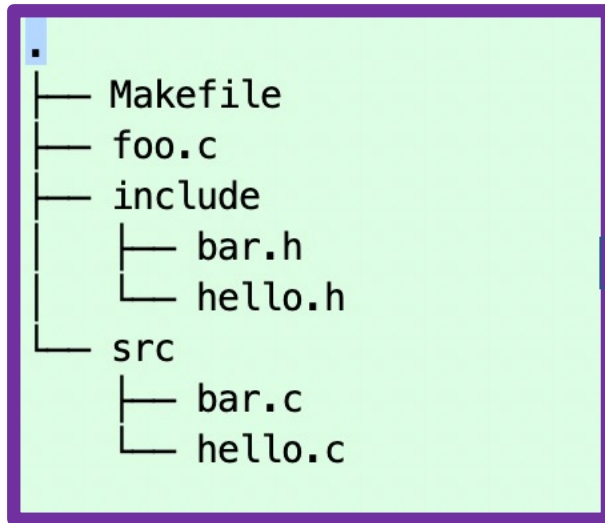 .
├── Makefile
├── foo.c
├── include
│   ├── bar.h
│   └── hello.h
└── src
    ├── bar.c
    └── hello.c